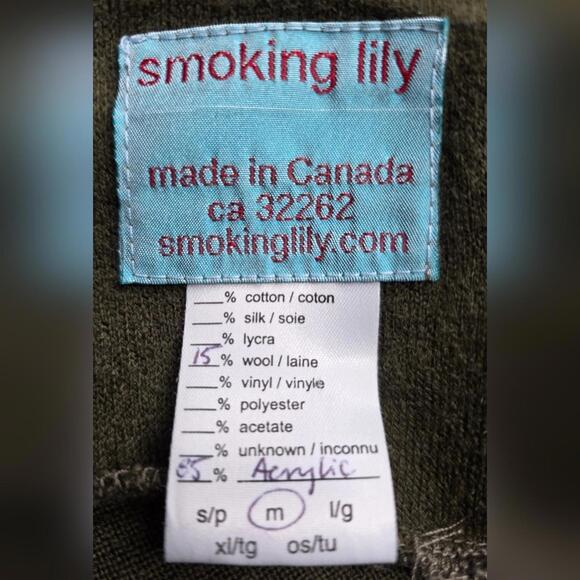 smoking lily
made in Canada
ca 32262
smokinglily.com
___% cotton / coton
___% silk / soie
___% lycra
15% wool / laine
___% vinyl / vinyle
___% polyester
___% acetate
___% unknown / inconnu
85% Acrylic
s/p m l/g
xl/tg os/tu